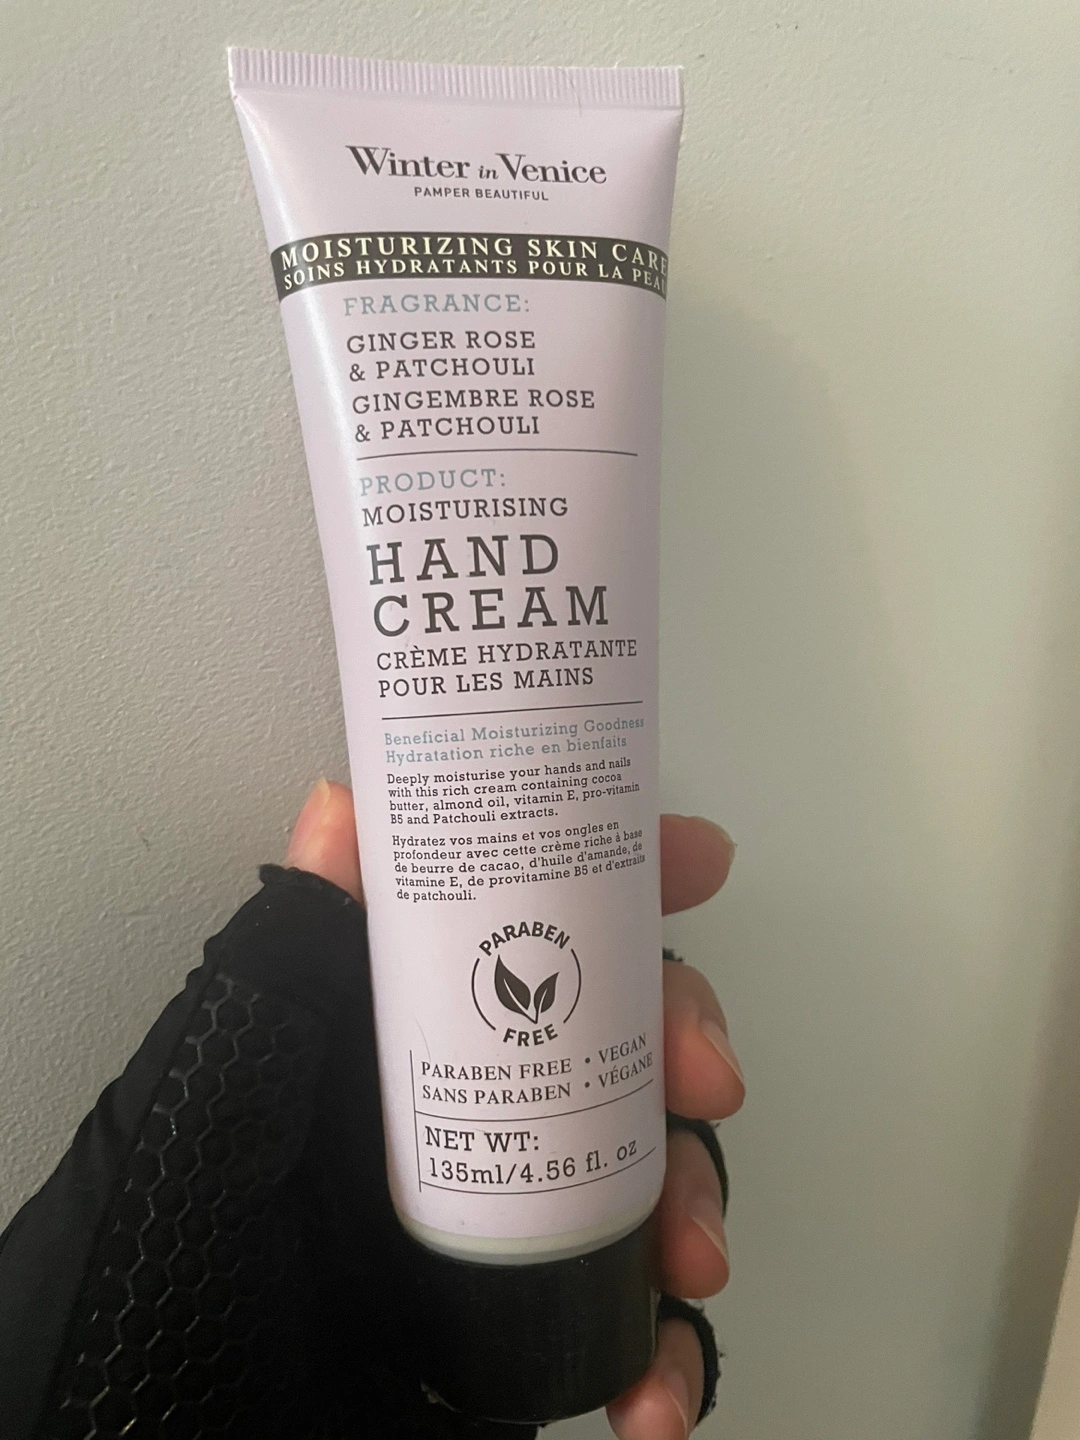 Winter in Venice
PAMPER BEAUTIFUL
MOISTURIZING SKIN CARE
SOINS HYDRATANTS POUR LA PEAU
FRAGRANCE:
GINGER ROSE
& PATCHOULI
GINGEMBRE ROSE
& PATCHOULI
PRODUCT:
MOISTURISING
HAND
CREAM
CRÈME HYDRATANTE
POUR LES MAINS
Beneficial Moisturizing Goodness
Hydratation riche en bienfaits
Deeply moisturise your hands and nails
with this rich cream containing cocoa
butter, almond oil, vitamin E, pro-vitamin
B5 and Patchouli extracts.
Hydratez vos mains et vos ongles en
profondeur avec cette crème riche à base
de beurre de cacao, d'huile d'amande, de
vitamine E, de provitamine B5 et d'extraits
de patchouli.
PARABEN
FREE
PARABEN FREE • VEGAN
SANS PARABEN • VÉGANE
NET WT:
135ml/4.56 fl. oz